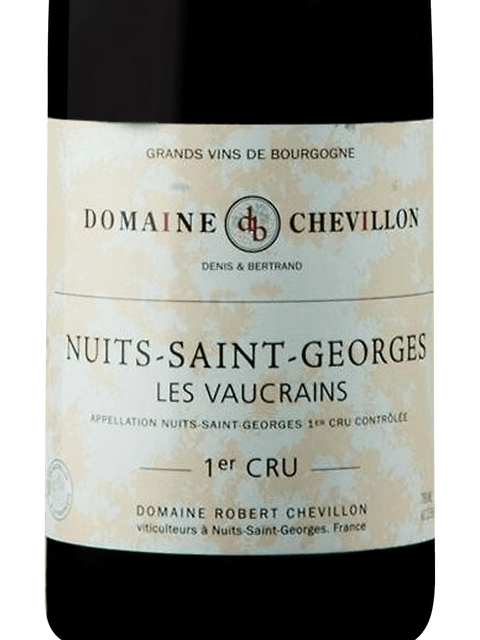 GRANDS VINS DE BOURGOGNE
DOMAINE db CHEVILLON
DENIS & BERTRAND
NUITS-SAINT-GEORGES
LES VAUCRAINS
APPELLATION NUITS-SAINT-GEORGES 1ER CRU CONTRÔLÉE
1er CRU
DOMAINE ROBERT CHEVILLON
viticulteurs à Nuits-Saint-Georges, France